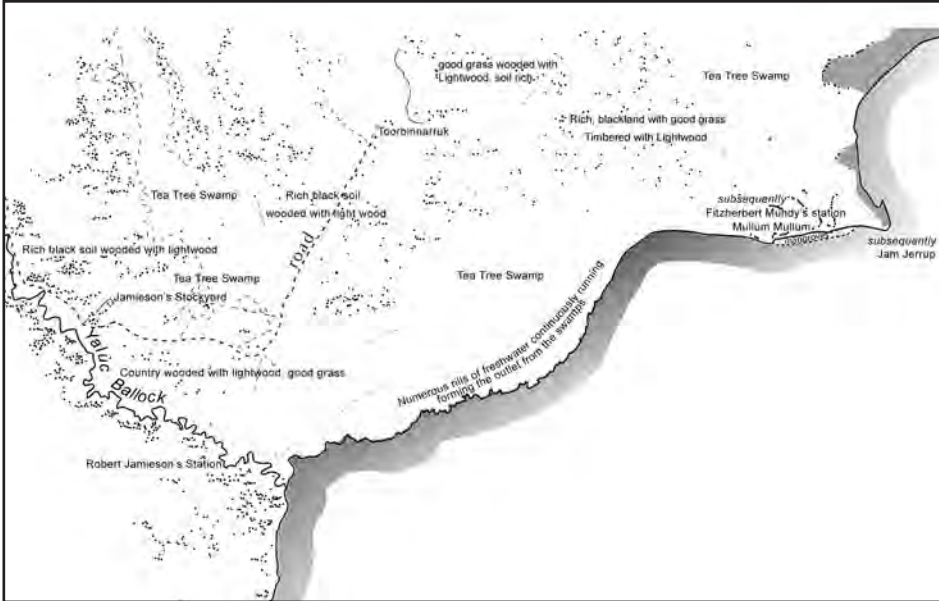 good grass wooded with
Lightwood, soil rich
Tea Tree Swamp
Rich, blackland with good grass
Timbered with Lightwood
Toorbinnarruk
Tea Tree Swamp
Rich black soil
wooded with light wood
subsequently
Fitzherbert Mundy's station
Mullum Mullum
mangroves
subsequently
Jam Jerrup
Rich black soil wooded with lightwood
road
Tea Tree Swamp
Tea Tree Swamp
Jamieson's Stockyard
Numerous rills of freshwater continuously running
forming the outlet from the swamps
Yaluc Ballock
Country wooded with lightwood, good grass
Robert Jamieson's Station